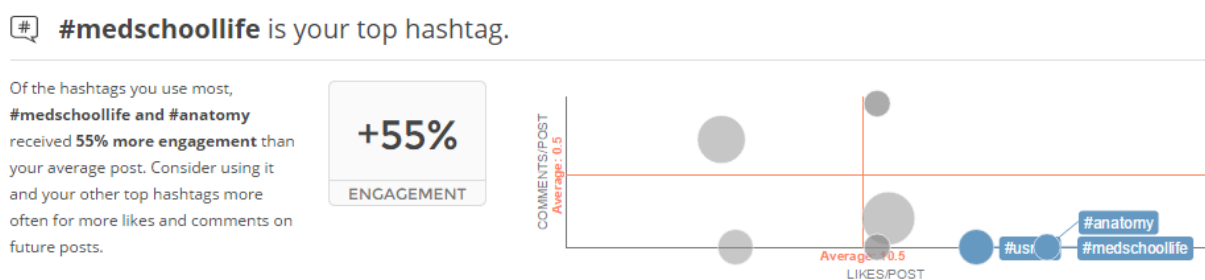 # #medschoollife is your top hashtag.
Of the hashtags you use most,
#medschoollife and #anatomy
received 55% more engagement than
your average post. Consider using it
and your other top hashtags more
often for more likes and comments on
future posts.
+55%
ENGAGEMENT
COMMENTS/POST
Average: 0.5
#anatomy
#medschoollife
Average: 10.5
LIKES/POST